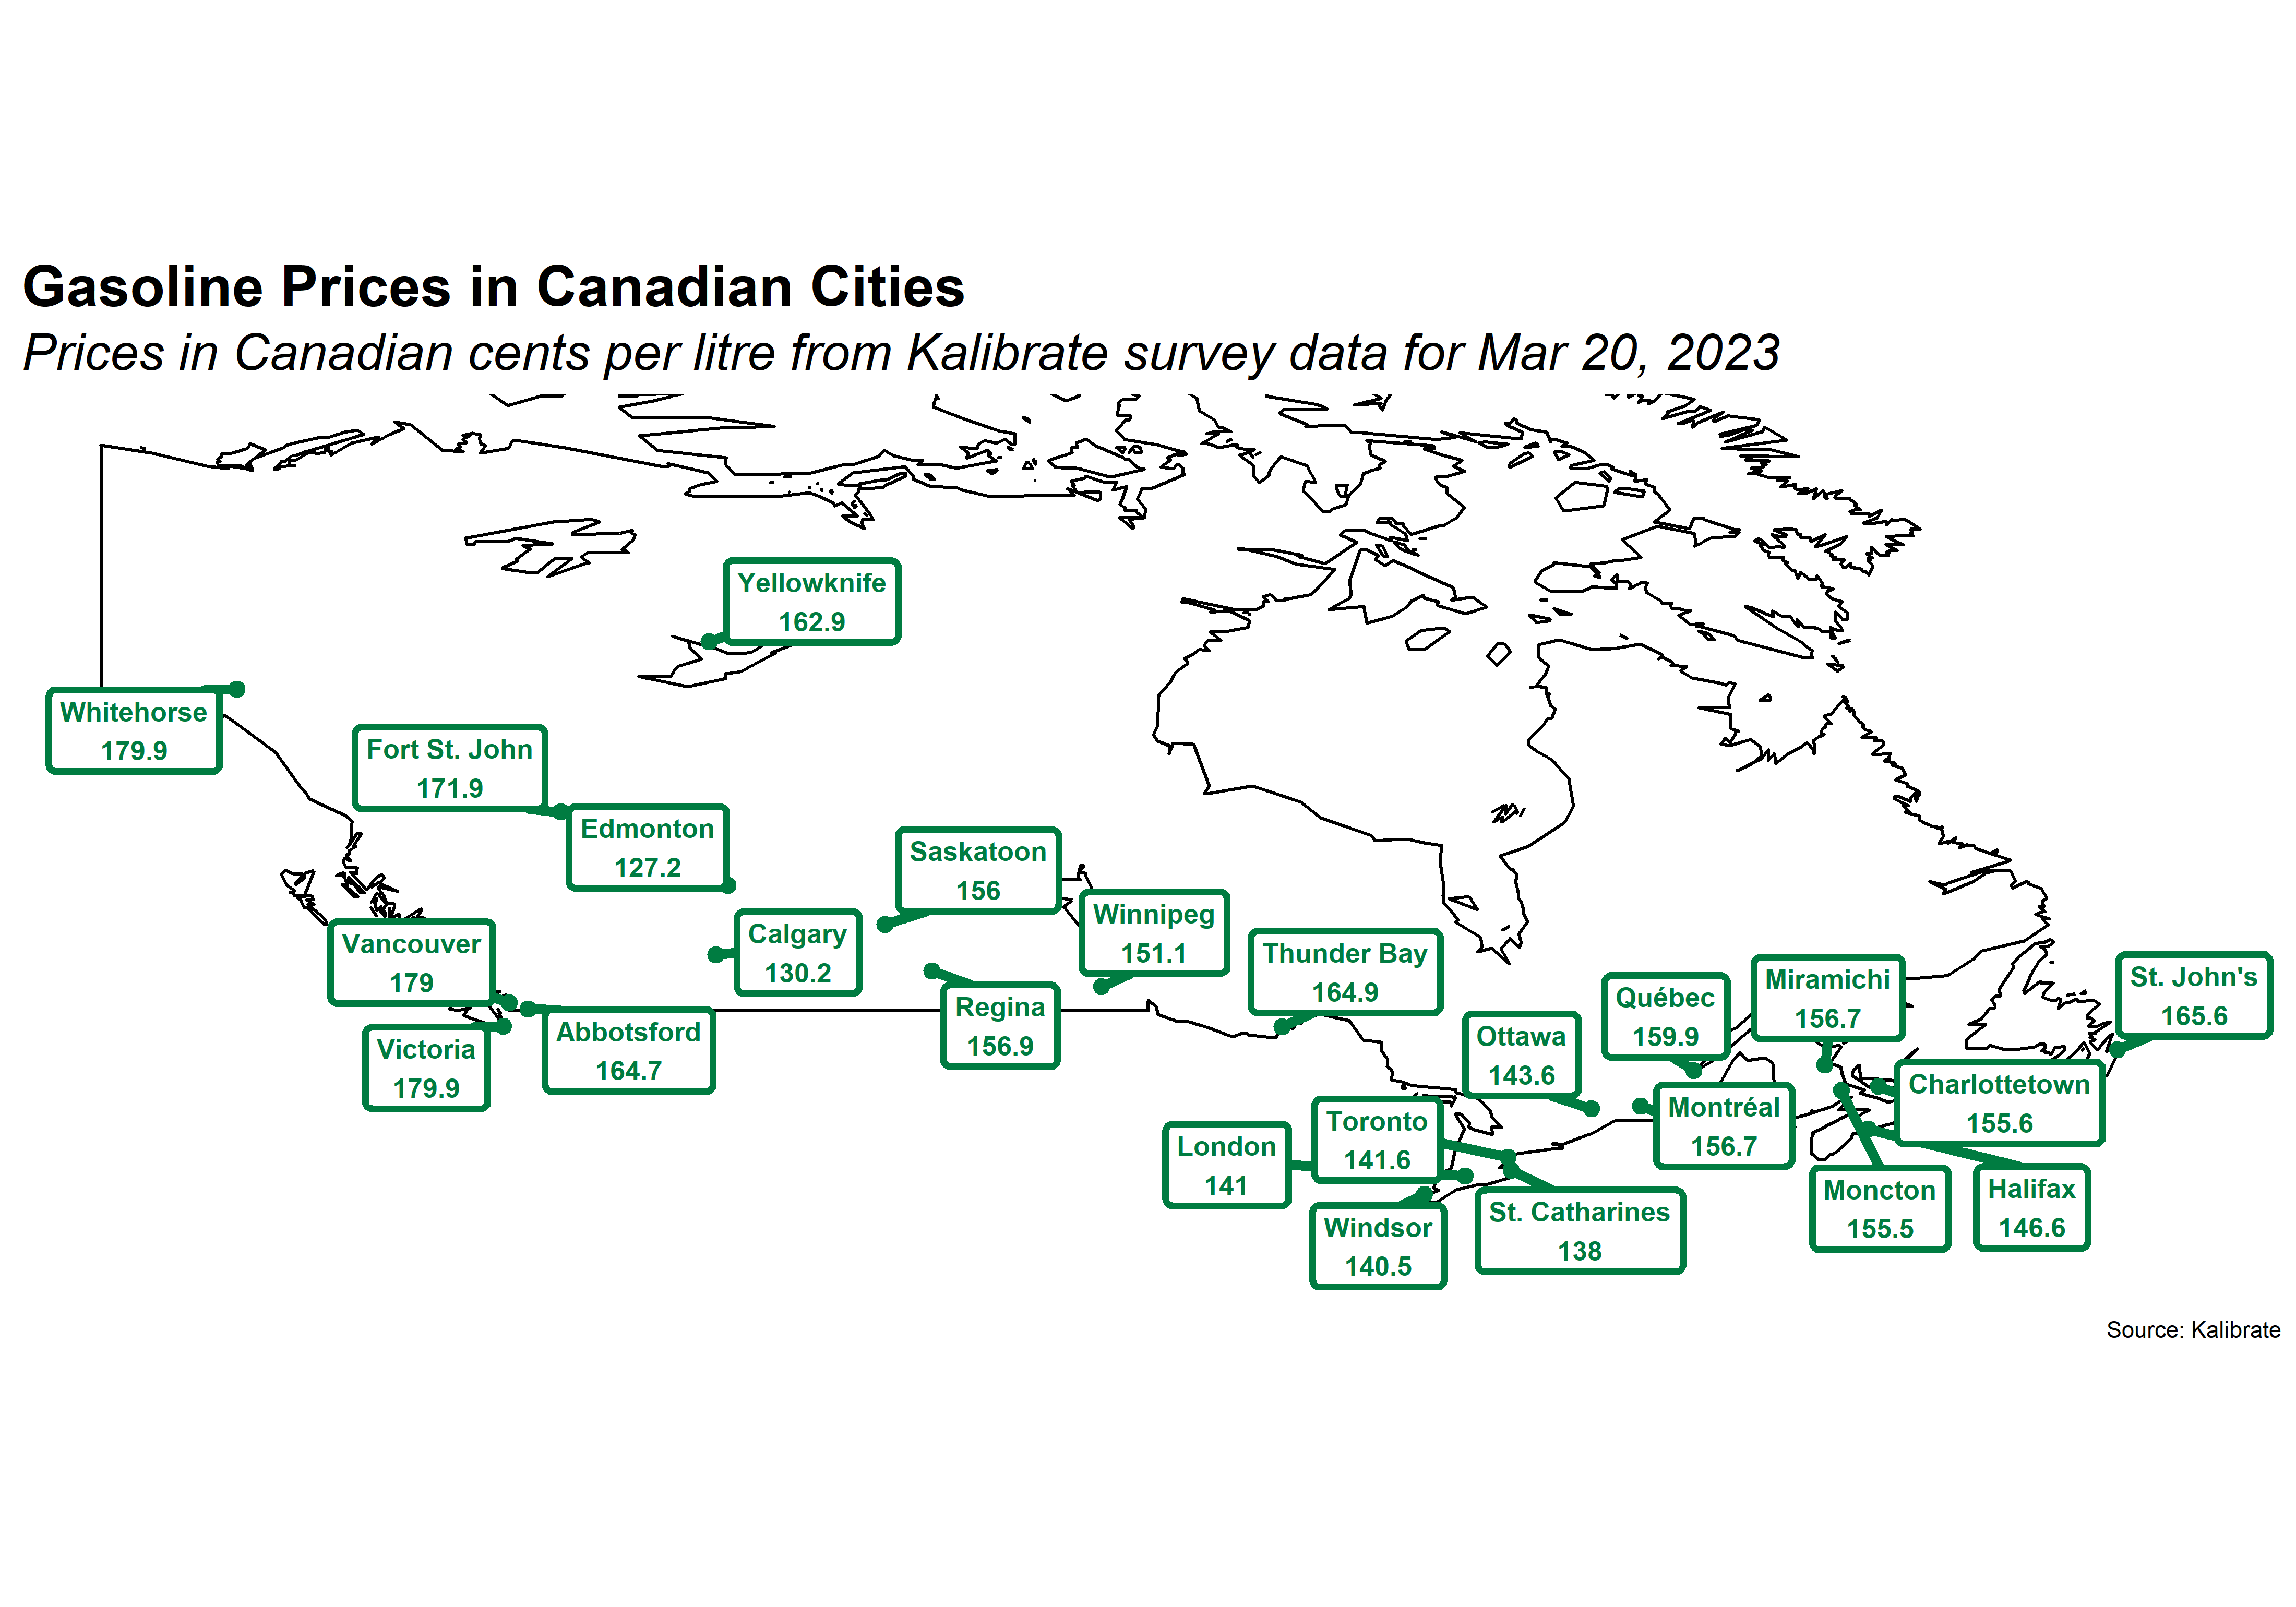 Gasoline Prices in Canadian Cities
Prices in Canadian cents per litre from Kalibrate survey data for Mar 20, 2023
Yellowknife
162.9
Whitehorse
179.9
Fort St. John
171.9
Edmonton
127.2
Saskatoon
156
Winnipeg
151.1
Calgary
130.2
Vancouver
179
Thunder Bay
164.9
Regina
156.9
Abbotsford
164.7
Victoria
179.9
Québec
159.9
Miramichi
156.7
St. John's
165.6
Ottawa
143.6
Charlottetown
155.6
Montréal
156.7
Toronto
141.6
London
141
Moncton
155.5
Halifax
146.6
St. Catharines
138
Windsor
140.5
Source: Kalibrate